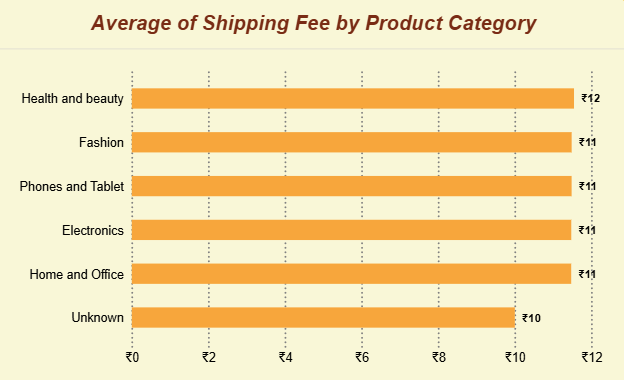 Average of Shipping Fee by Product Category
Health and beauty ₹12
Fashion ₹11
Phones and Tablet ₹11
Electronics ₹11
Home and Office ₹11
Unknown ₹10
₹0 ₹2 ₹4 ₹6 ₹8 ₹10 ₹12